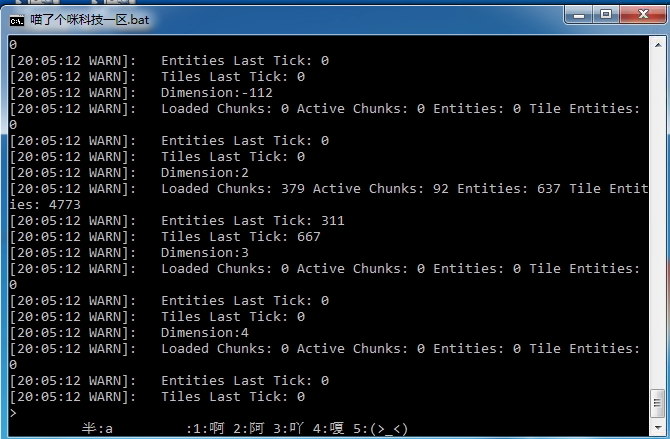 喵了个咪科技一区.bat
0
[20:05:12 WARN]:   Entities Last Tick: 0
[20:05:12 WARN]:   Tiles Last Tick: 0
[20:05:12 WARN]:   Dimension:-112
[20:05:12 WARN]:   Loaded Chunks: 0 Active Chunks: 0 Entities: 0 Tile Entities:
0
[20:05:12 WARN]:   Entities Last Tick: 0
[20:05:12 WARN]:   Tiles Last Tick: 0
[20:05:12 WARN]:   Dimension:2
[20:05:12 WARN]:   Loaded Chunks: 379 Active Chunks: 92 Entities: 637 Tile Entit
ies: 4773
[20:05:12 WARN]:   Entities Last Tick: 311
[20:05:12 WARN]:   Tiles Last Tick: 667
[20:05:12 WARN]:   Dimension:3
[20:05:12 WARN]:   Loaded Chunks: 0 Active Chunks: 0 Entities: 0 Tile Entities:
0
[20:05:12 WARN]:   Entities Last Tick: 0
[20:05:12 WARN]:   Tiles Last Tick: 0
[20:05:12 WARN]:   Dimension:4
[20:05:12 WARN]:   Loaded Chunks: 0 Active Chunks: 0 Entities: 0 Tile Entities:
0
[20:05:12 WARN]:   Entities Last Tick: 0
[20:05:12 WARN]:   Tiles Last Tick: 0
>
半:a         :1:啊 2:阿 3:吖 4:嗄 5:(>_<)